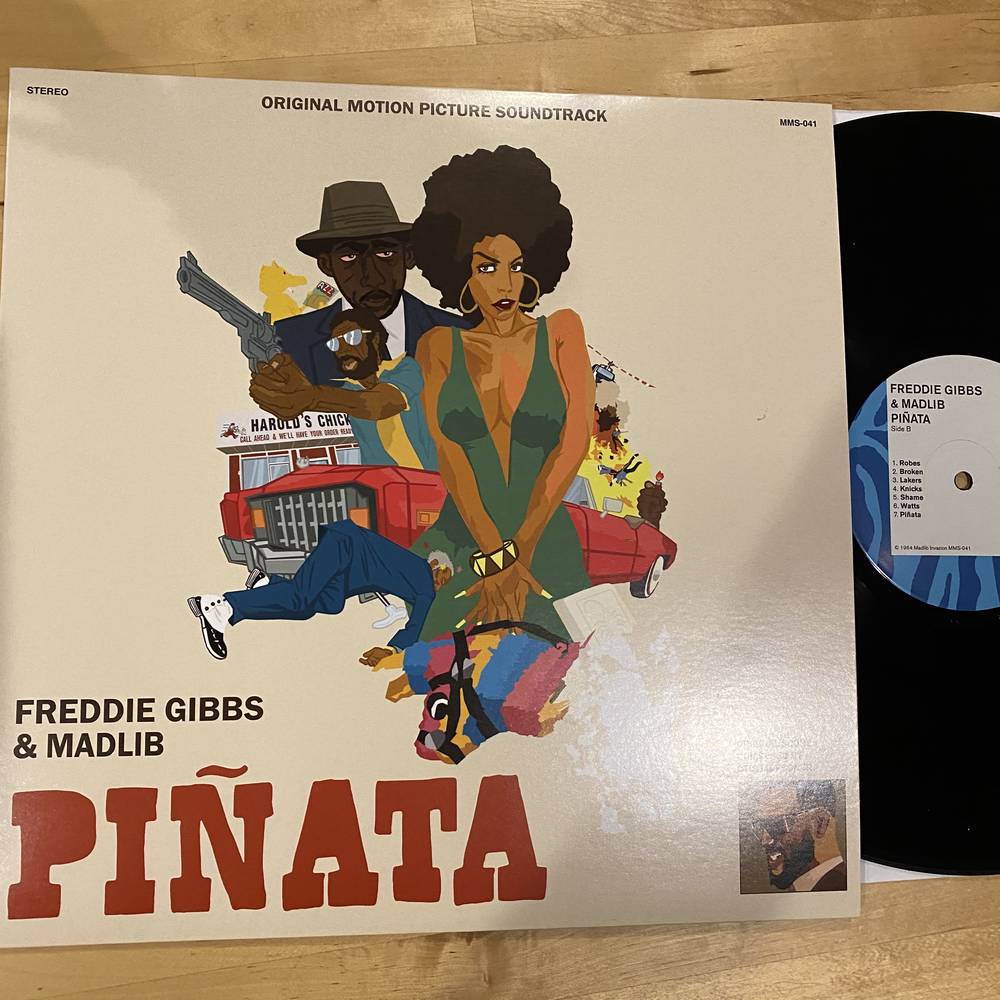 STEREO
ORIGINAL MOTION PICTURE SOUNDTRACK
MMS-041
HAROLD'S CHICK
CALL AHEAD & WE'LL HAVE YOUR ORDER READ
FREDDIE GIBBS
& MADLIB
PIÑATA
FREDDIE GIBBS
& MADLIB
PIÑATA
Side B
1. Robes
2. Broken
3. Lakers
4. Knicks
5. Shame
6. Watts
7. Piñata
© 1964 Madlib Invazion MMS-041